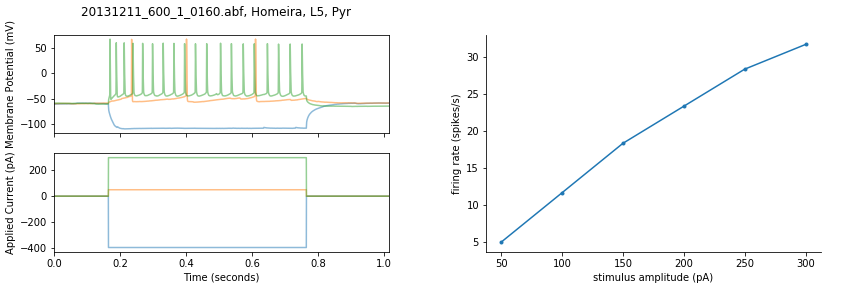 20131211_600_1_0160.abf, Homeira, L5, Pyr
Membrane Potential (mV)
50
0
−50
−100
Applied Current (pA)
200
0
−200
−400
0.0 0.2 0.4 0.6 0.8 1.0
Time (seconds)
firing rate (spikes/s)
30
25
20
15
10
5
50 100 150 200 250 300
stimulus amplitude (pA)